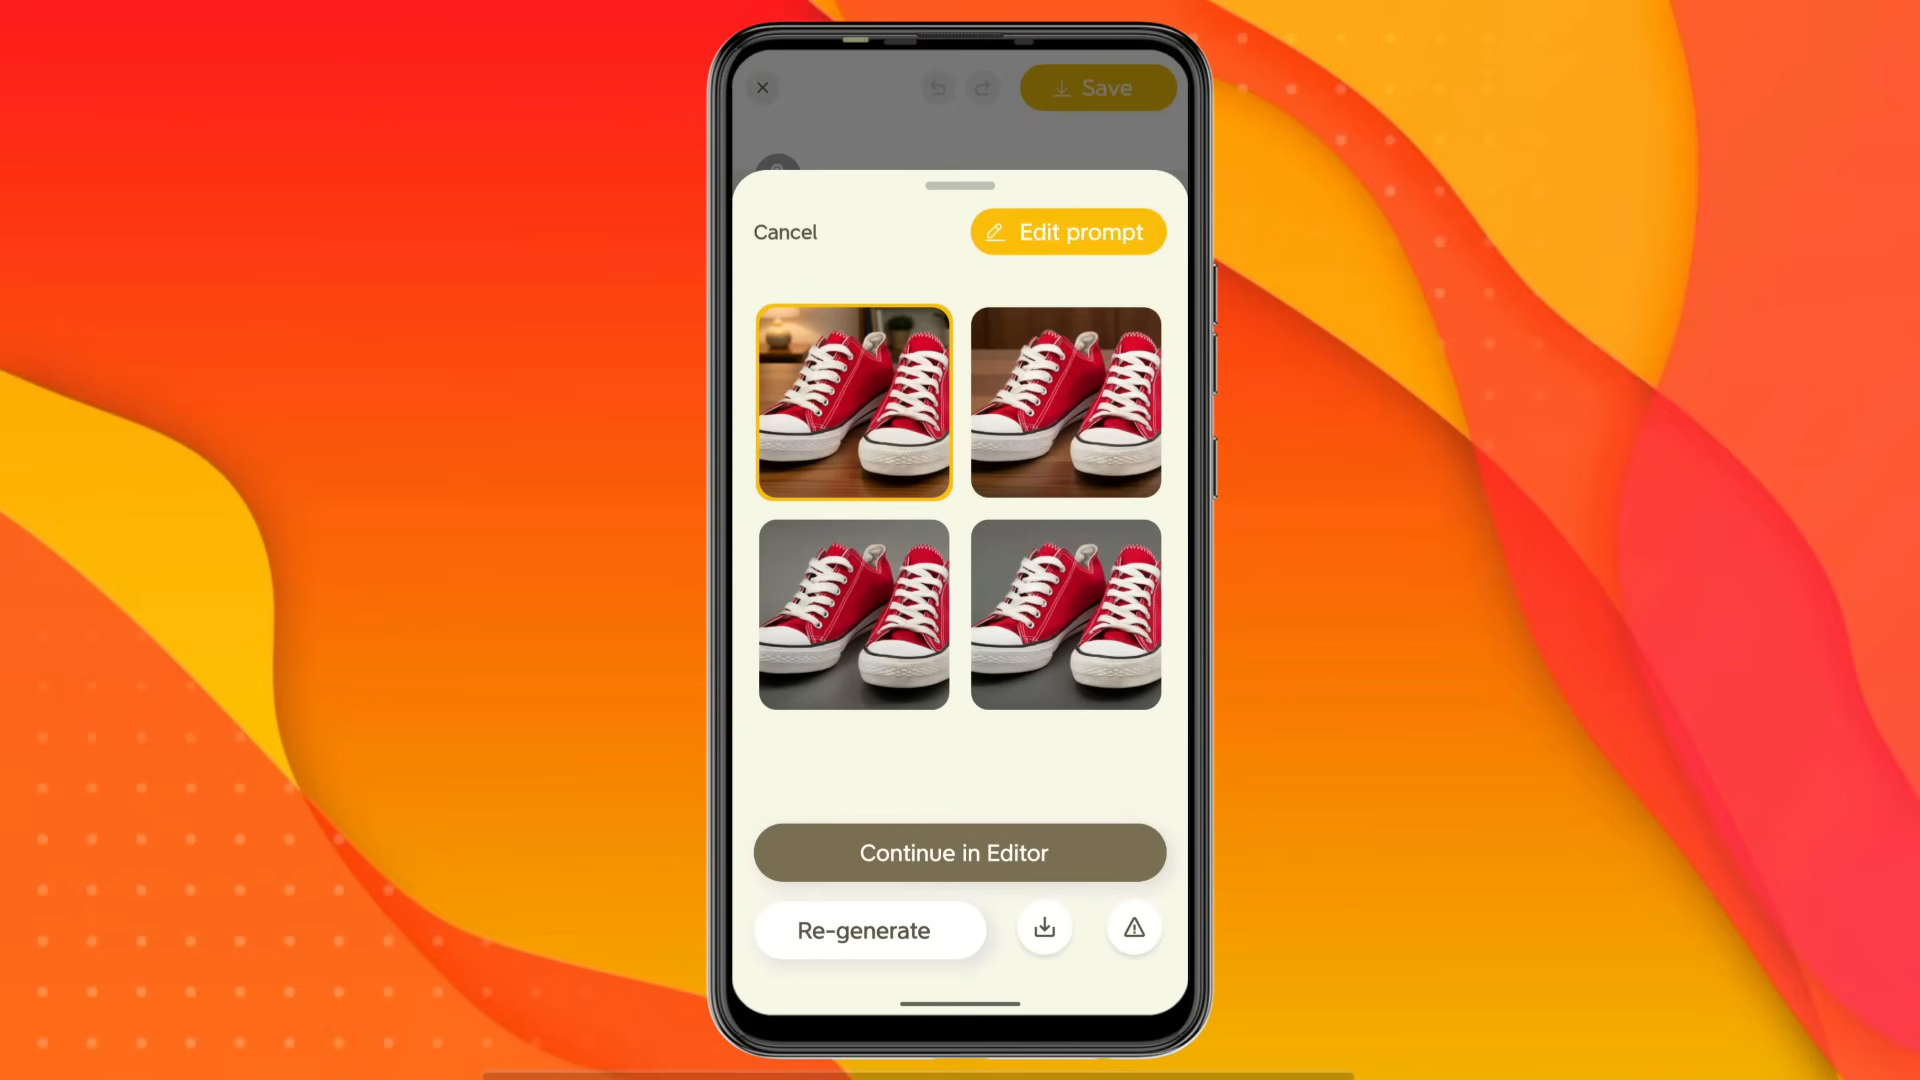 Save
Cancel
Edit prompt
Continue in Editor
Re-generate